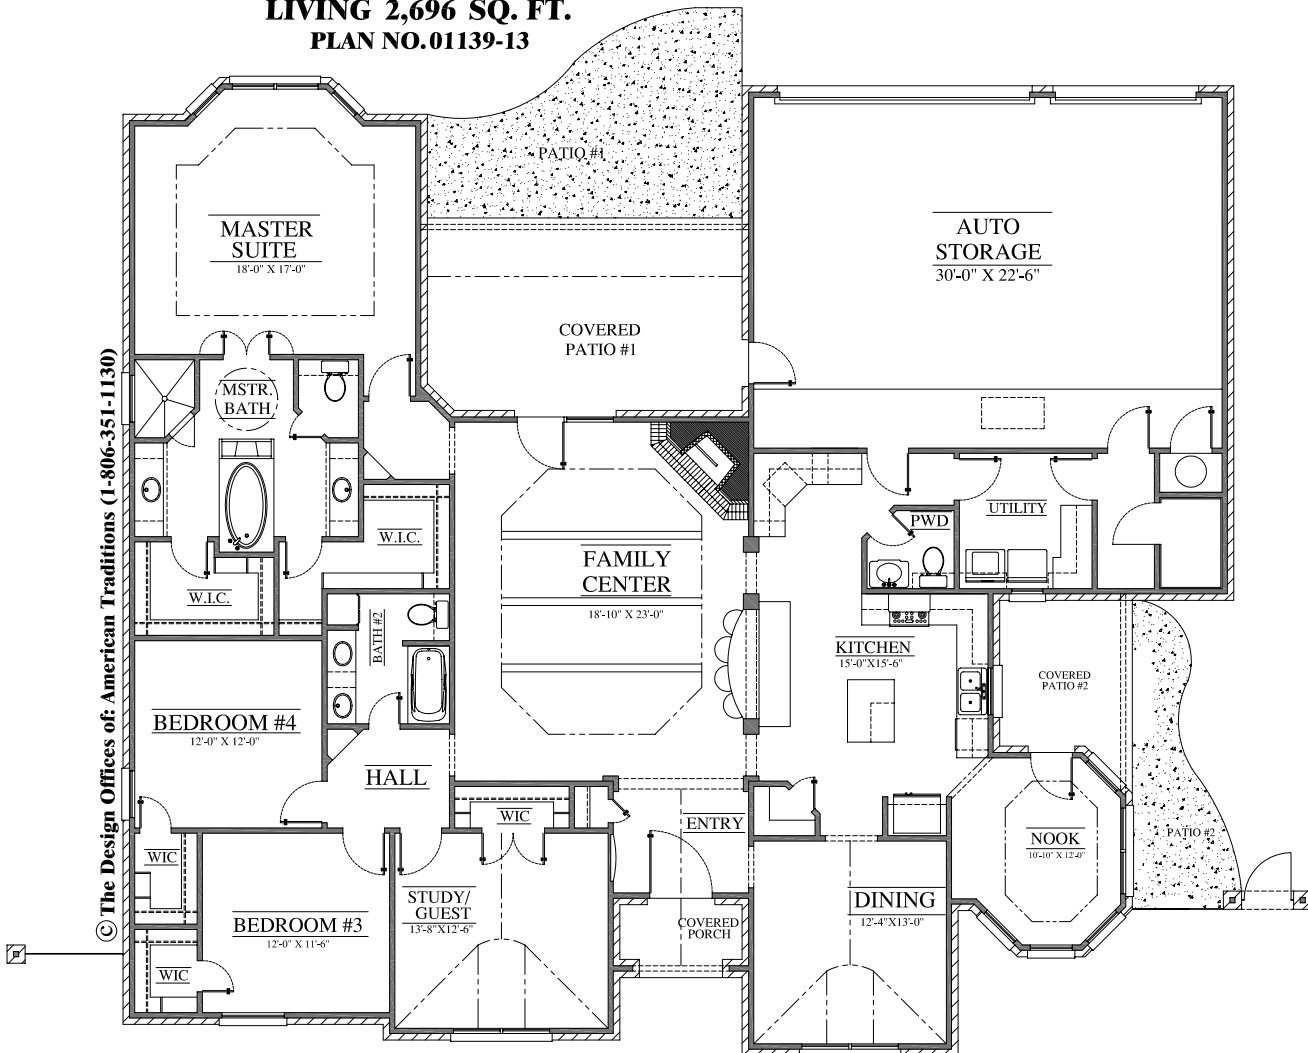 LIVING 2,696 SQ. FT.
PLAN NO.01139-13
PATIO #1
MASTER
SUITE
18'-0" X 17'-0"
AUTO
STORAGE
30'-0" X 22'-6"
COVERED
PATIO #1
© The Design Offices of: American Traditions (1-806-351-1130)
MSTR.
BATH
W.I.C.
W.I.C.
FAMILY
CENTER
18'-10" X 23'-0"
PWD
UTILITY
BATH #2
KITCHEN
15'-0"X15'-6"
COVERED
PATIO #2
BEDROOM #4
12'-0" X 12'-0"
HALL
WIC
ENTRY
NOOK
10'-10" X 12'-0"
PATIO #2
WIC
STUDY/
GUEST
13'-8"X12'-6"
BEDROOM #3
12'-0" X 11'-6"
COVERED
PORCH
DINING
12'-4"X13'-0"
WIC